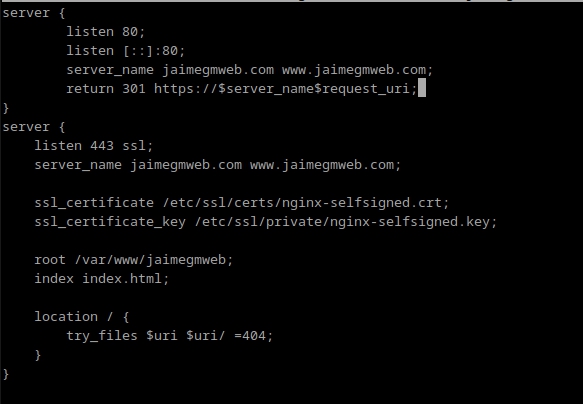 server {
        listen 80;
        listen [::]:80;
        server_name jaimegmweb.com www.jaimegmweb.com;
        return 301 https://$server_name$request_uri;
}
server {
    listen 443 ssl;
    server_name jaimegmweb.com www.jaimegmweb.com;

    ssl_certificate /etc/ssl/certs/nginx-selfsigned.crt;
    ssl_certificate_key /etc/ssl/private/nginx-selfsigned.key;

    root /var/www/jaimegmweb;
    index index.html;

    location / {
        try_files $uri $uri/ =404;
    }
}